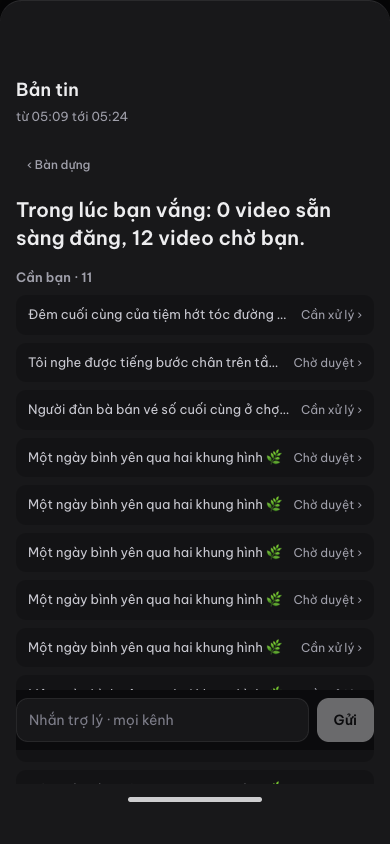 Bản tin
từ 05:09 tới 05:24
‹ Bàn dựng
Trong lúc bạn vắng: 0 video sẵn
sàng đăng, 12 video chờ bạn.
Cần bạn · 11
Đêm cuối cùng của tiệm hớt tóc đường ... Cần xử lý ›
Tôi nghe được tiếng bước chân trên tầ... Chờ duyệt ›
Người đàn bà bán vé số cuối cùng ở chợ... Cần xử lý ›
Một ngày bình yên qua hai khung hình 🌿 Chờ duyệt ›
Một ngày bình yên qua hai khung hình 🌿 Chờ duyệt ›
Một ngày bình yên qua hai khung hình 🌿 Chờ duyệt ›
Một ngày bình yên qua hai khung hình 🌿 Chờ duyệt ›
Một ngày bình yên qua hai khung hình 🌿 Cần xử lý ›
Nhắn trợ lý · mọi kênh Gửi